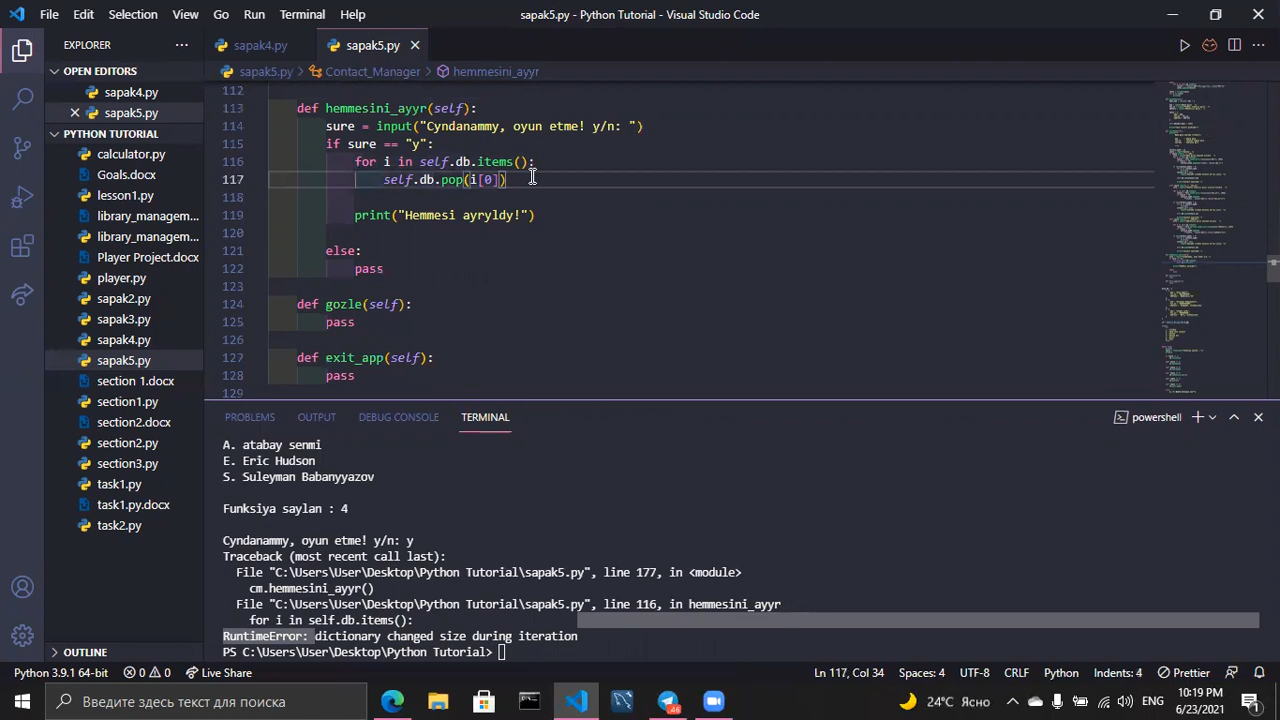 File Edit Selection View Go Run Terminal Help
sapak5.py - Python Tutorial - Visual Studio Code
EXPLORER
OPEN EDITORS
sapak4.py
sapak5.py
PYTHON TUTORIAL
calculator.py
Goals.docx
lesson1.py
library_managem...
library_managem...
Player Project.docx
player.py
sapak2.py
sapak3.py
sapak4.py
sapak5.py
section 1.docx
section1.py
section2.docx
section2.py
section3.py
task1.py
task1.py.docx
task2.py
OUTLINE
sapak4.py
sapak5.py
sapak5.py > Contact_Manager > hemmesini_ayyr
112
113 def hemmesini_ayyr(self):
114 sure = input("Cyndanammy, oyun etme! y/n: ")
115 if sure == "y":
116 for i in self.db.items():
117 self.db.pop(i[0])
118
119 print("Hemmesi ayryldy!")
120
121 else:
122 pass
123
124 def gozle(self):
125 pass
126
127 def exit_app(self):
128 pass
129
PROBLEMS OUTPUT DEBUG CONSOLE TERMINAL
powershell
A. atabay senmi
E. Eric Hudson
S. Suleyman Babanyyazov
Funksiya saylan : 4
Cyndanammy, oyun etme! y/n: y
Traceback (most recent call last):
File "C:\Users\User\Desktop\Python Tutorial\sapak5.py", line 177, in <module>
cm.hemmesini_ayyr()
File "C:\Users\User\Desktop\Python Tutorial\sapak5.py", line 116, in hemmesini_ayyr
for i in self.db.items():
RuntimeError: dictionary changed size during iteration
PS C:\Users\User\Desktop\Python Tutorial>
Python 3.9.1 64-bit 0 0 Live Share
Ln 117, Col 34 Spaces: 4 UTF-8 CRLF Python Indents: 4 Prettier
Введите здесь текст для поиска
24°C Ясно
ENG
10:19 PM
6/23/2021